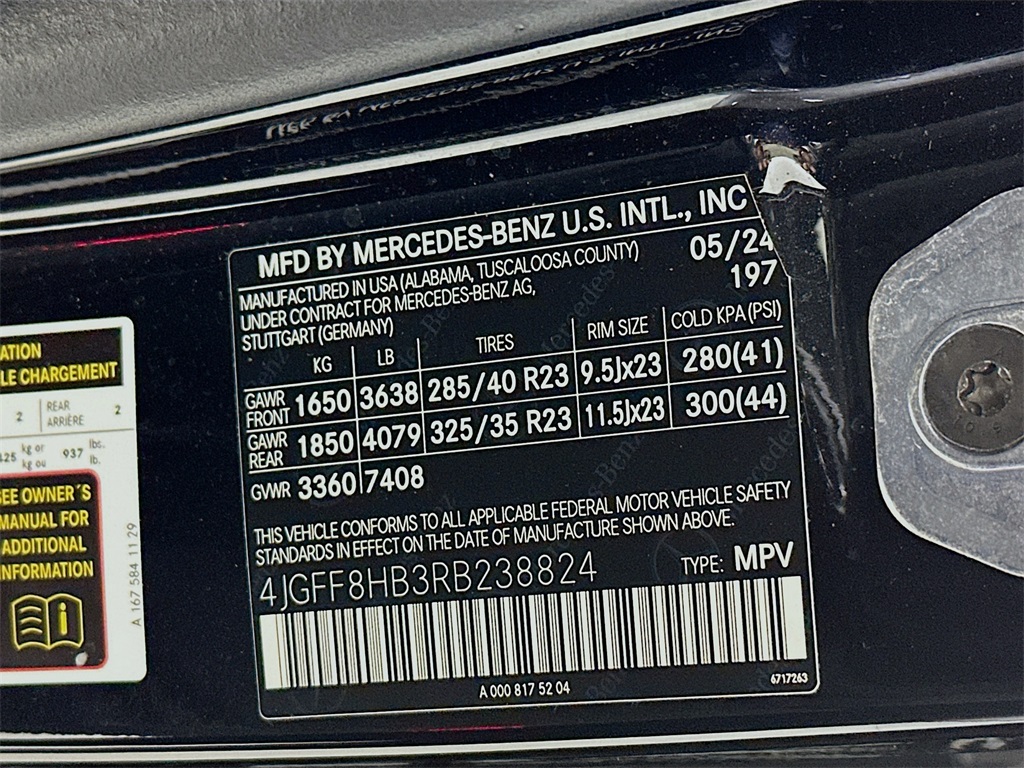 MFD BY MERCEDES-BENZ U.S. INTL., INC
MANUFACTURED IN USA (ALABAMA, TUSCALOOSA COUNTY) 05/24
UNDER CONTRACT FOR MERCEDES-BENZ AG, 197
STUTTGART (GERMANY)
KG LB TIRES RIM SIZE COLD KPA (PSI)
GAWR FRONT 1650 3638 285/40 R23 9.5Jx23 280(41)
GAWR REAR 1850 4079 325/35 R23 11.5Jx23 300(44)
GVWR 3360 7408
THIS VEHICLE CONFORMS TO ALL APPLICABLE FEDERAL MOTOR VEHICLE SAFETY
STANDARDS IN EFFECT ON THE DATE OF MANUFACTURE SHOWN ABOVE.
4JGFF8HB3RB238824 TYPE: MPV
A 000 817 52 04 6717263
LE CHARGEMENT
2 REAR 2
ARRIÈRE
kg or 937 lbs.
kg ou lb.
SEE OWNER´S
MANUAL FOR
ADDITIONAL
INFORMATION
A 167 584 11 29